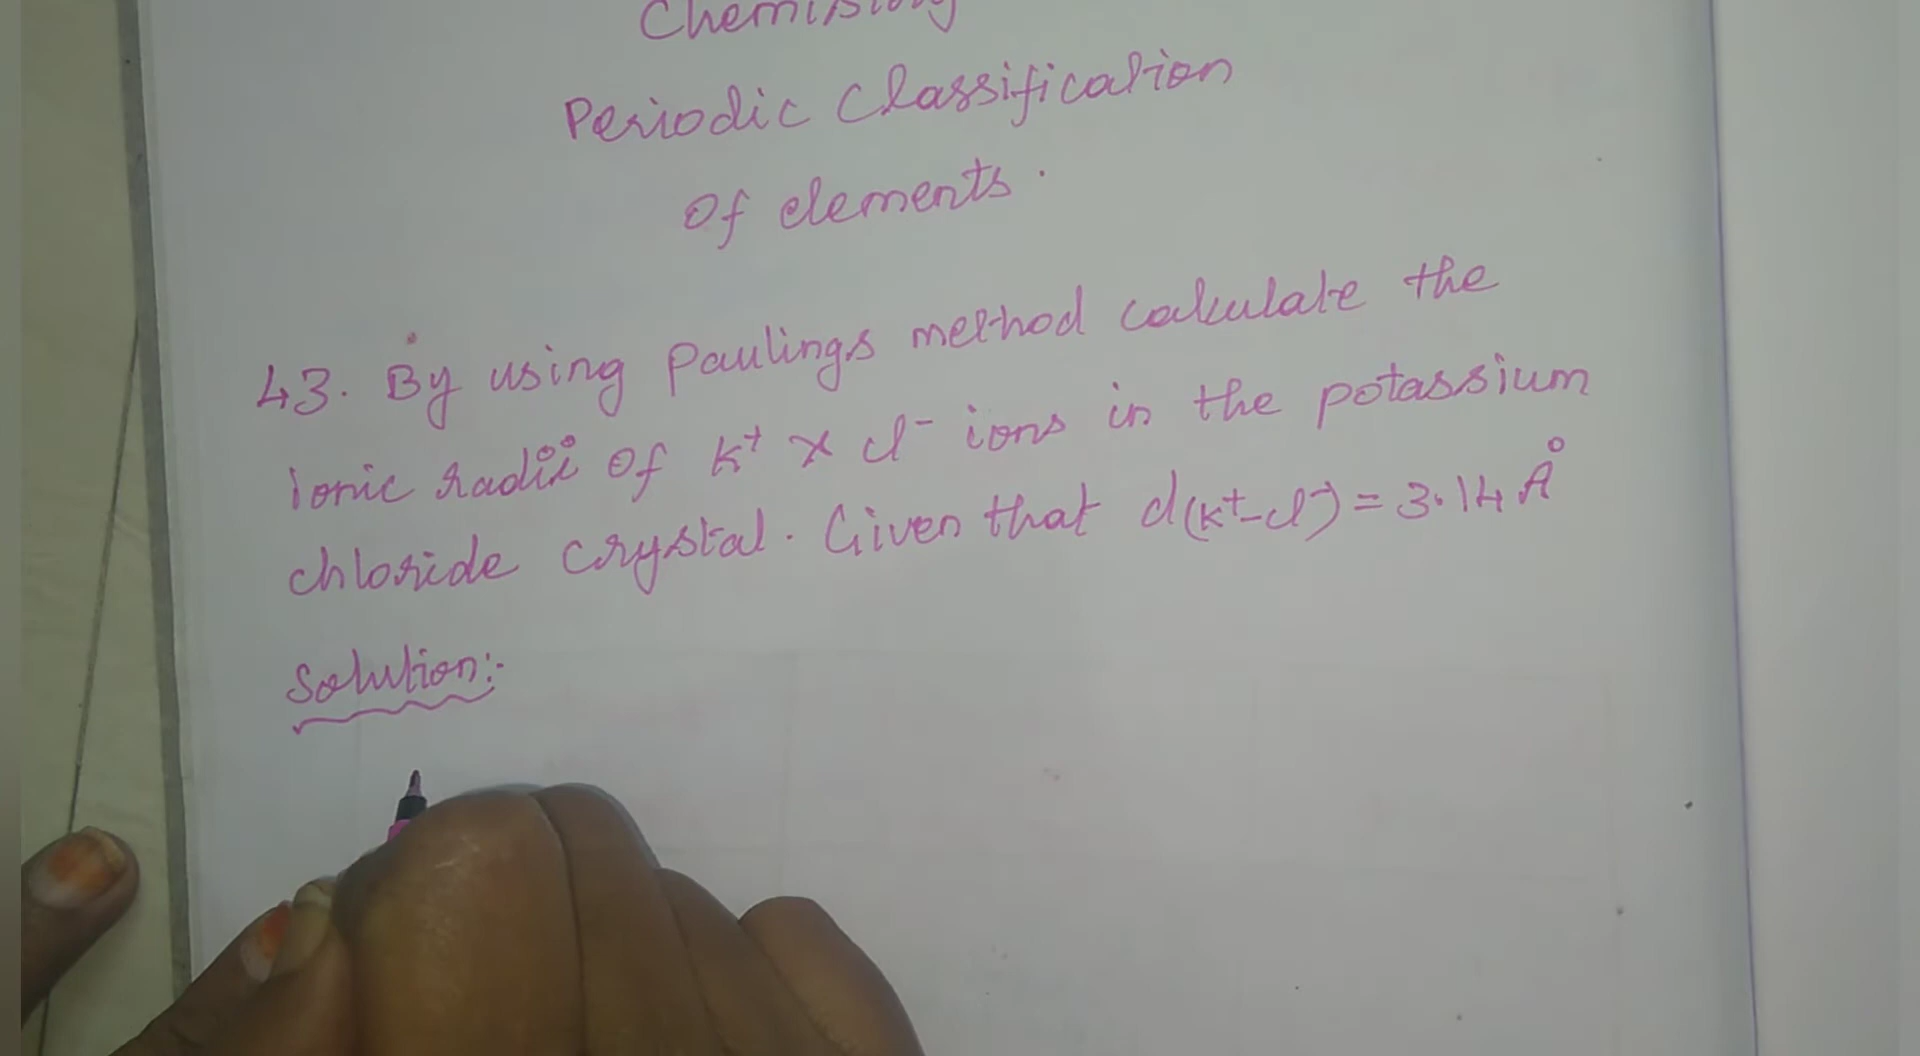 Chemistry
Periodic Classification
Of elements.
43. By using paulings method calculate the
ionic radii of K⁺ & Cl⁻ ions in the potassium
chloride crystal. Given that d(K⁺-Cl⁻) = 3.14 Å
Solution:-